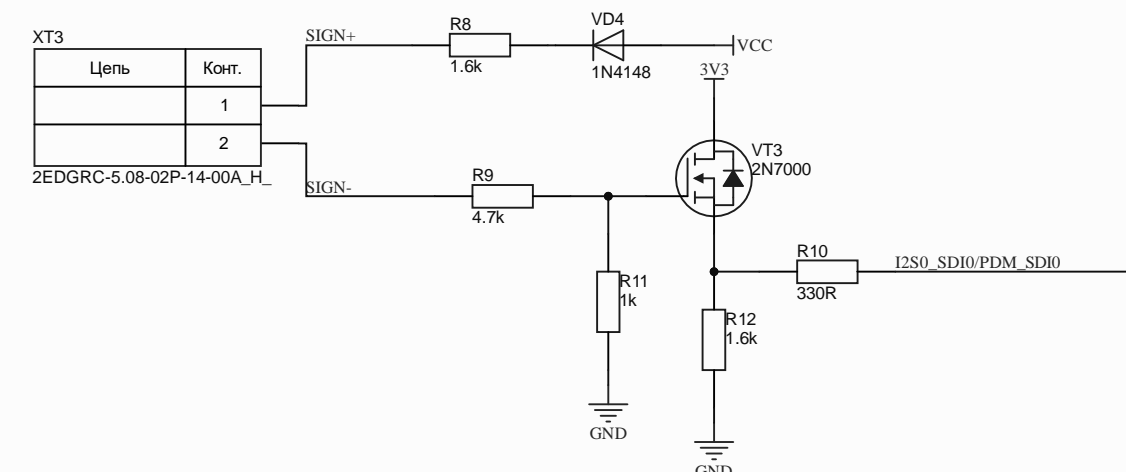 XT3
Цепь Конт.
1
2
2EDGRC-5.08-02P-14-00A_H_
SIGN+
R8
1.6k
VD4
1N4148
VCC
3V3
VT3
2N7000
SIGN-
R9
4.7k
R10
330R
I2S0_SDI0/PDM_SDI0
R11
1k
R12
1.6k
GND
GND